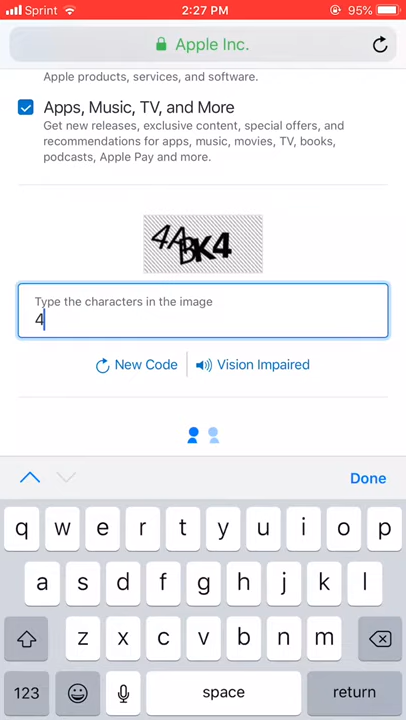 Sprint 2:27 PM 95%
Apple Inc.
Apple products, services, and software.
Apps, Music, TV, and More
Get new releases, exclusive content, special offers, and
recommendations for apps, music, movies, TV, books,
podcasts, Apple Pay and more.
Type the characters in the image
4
New Code Vision Impaired
Done
q w e r t y u i o p
a s d f g h j k l
z x c v b n m
123 space return